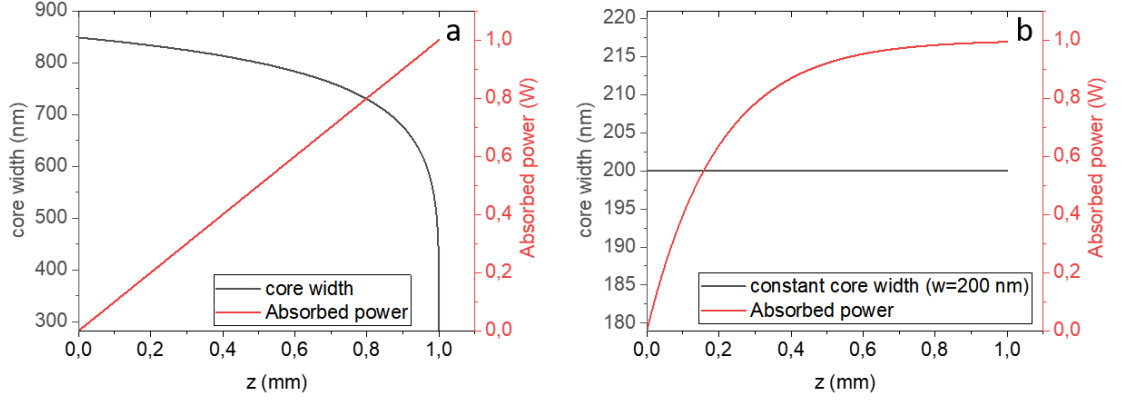 a
900
850
800
700
600
500
400
300
core width (nm)
1,0
0,8
0,6
0,4
0,2
0,0
Absorbed power (W)
core width
Absorbed power
0,0 0,2 0,4 0,6 0,8 1,0
z (mm)
b
220
215
210
205
200
195
190
185
180
core width (nm)
1,0
0,8
0,6
0,4
0,2
0,0
Absorbed power (W)
constant core width (w=200 nm)
Absorbed power
0,0 0,2 0,4 0,6 0,8 1,0
z (mm)